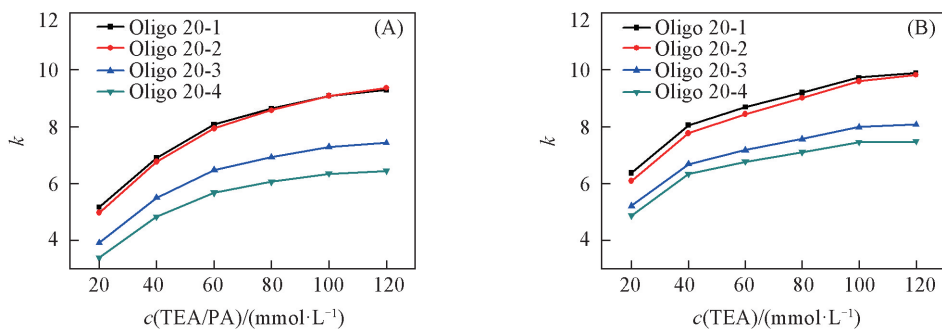 (A)
Oligo 20-1
Oligo 20-2
Oligo 20-3
Oligo 20-4
12
10
8
6
4
k
20 40 60 80 100 120
c(TEA/PA)/(mmol·L⁻¹)
(B)
Oligo 20-1
Oligo 20-2
Oligo 20-3
Oligo 20-4
12
10
8
6
4
k
20 40 60 80 100 120
c(TEA)/(mmol·L⁻¹)